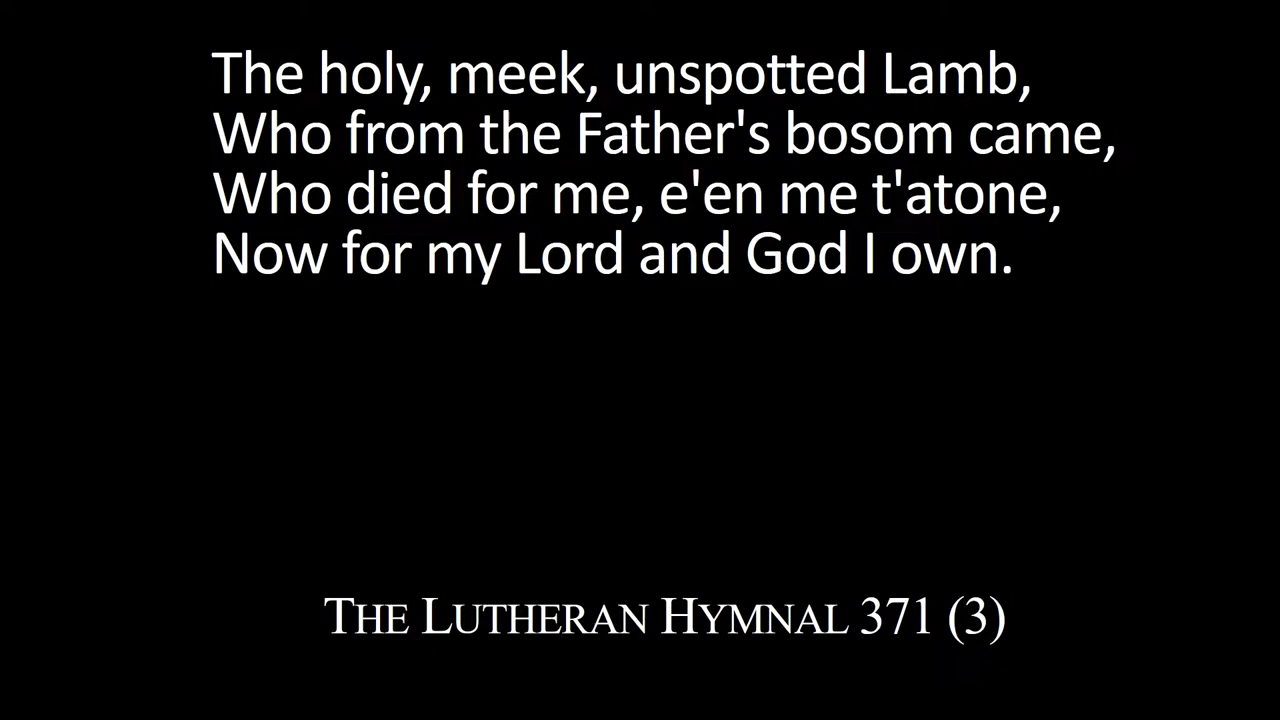 The holy, meek, unspotted Lamb,
Who from the Father's bosom came,
Who died for me, e'en me t'atone,
Now for my Lord and God I own.
THE LUTHERAN HYMNAL 371 (3)